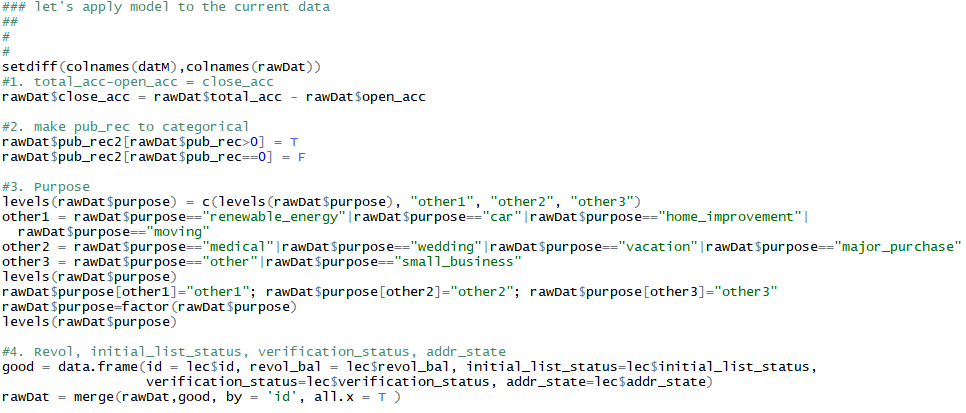 ### let's apply model to the current data
##
#
#
setdiff(colnames(datM),colnames(rawDat))
#1. total_acc-open_acc = close_acc
rawDat$close_acc = rawDat$total_acc - rawDat$open_acc
#2. make pub_rec to categorical
rawDat$pub_rec2[rawDat$pub_rec>0] = T
rawDat$pub_rec2[rawDat$pub_rec==0] = F
#3. Purpose
levels(rawDat$purpose) = c(levels(rawDat$purpose), "other1", "other2", "other3")
other1 = rawDat$purpose=="renewable_energy"|rawDat$purpose=="car"|rawDat$purpose=="home_improvement"|
rawDat$purpose=="moving"
other2 = rawDat$purpose=="medical"|rawDat$purpose=="wedding"|rawDat$purpose=="vacation"|rawDat$purpose=="major_purchase"
other3 = rawDat$purpose=="other"|rawDat$purpose=="small_business"
levels(rawDat$purpose)
rawDat$purpose[other1]="other1"; rawDat$purpose[other2]="other2"; rawDat$purpose[other3]="other3"
rawDat$purpose=factor(rawDat$purpose)
levels(rawDat$purpose)
#4. Revol, initial_list_status, verification_status, addr_state
good = data.frame(id = lec$id, revol_bal = lec$revol_bal, initial_list_status=lec$initial_list_status,
verification_status=lec$verification_status, addr_state=lec$addr_state)
rawDat = merge(rawDat,good, by = 'id', all.x = T )